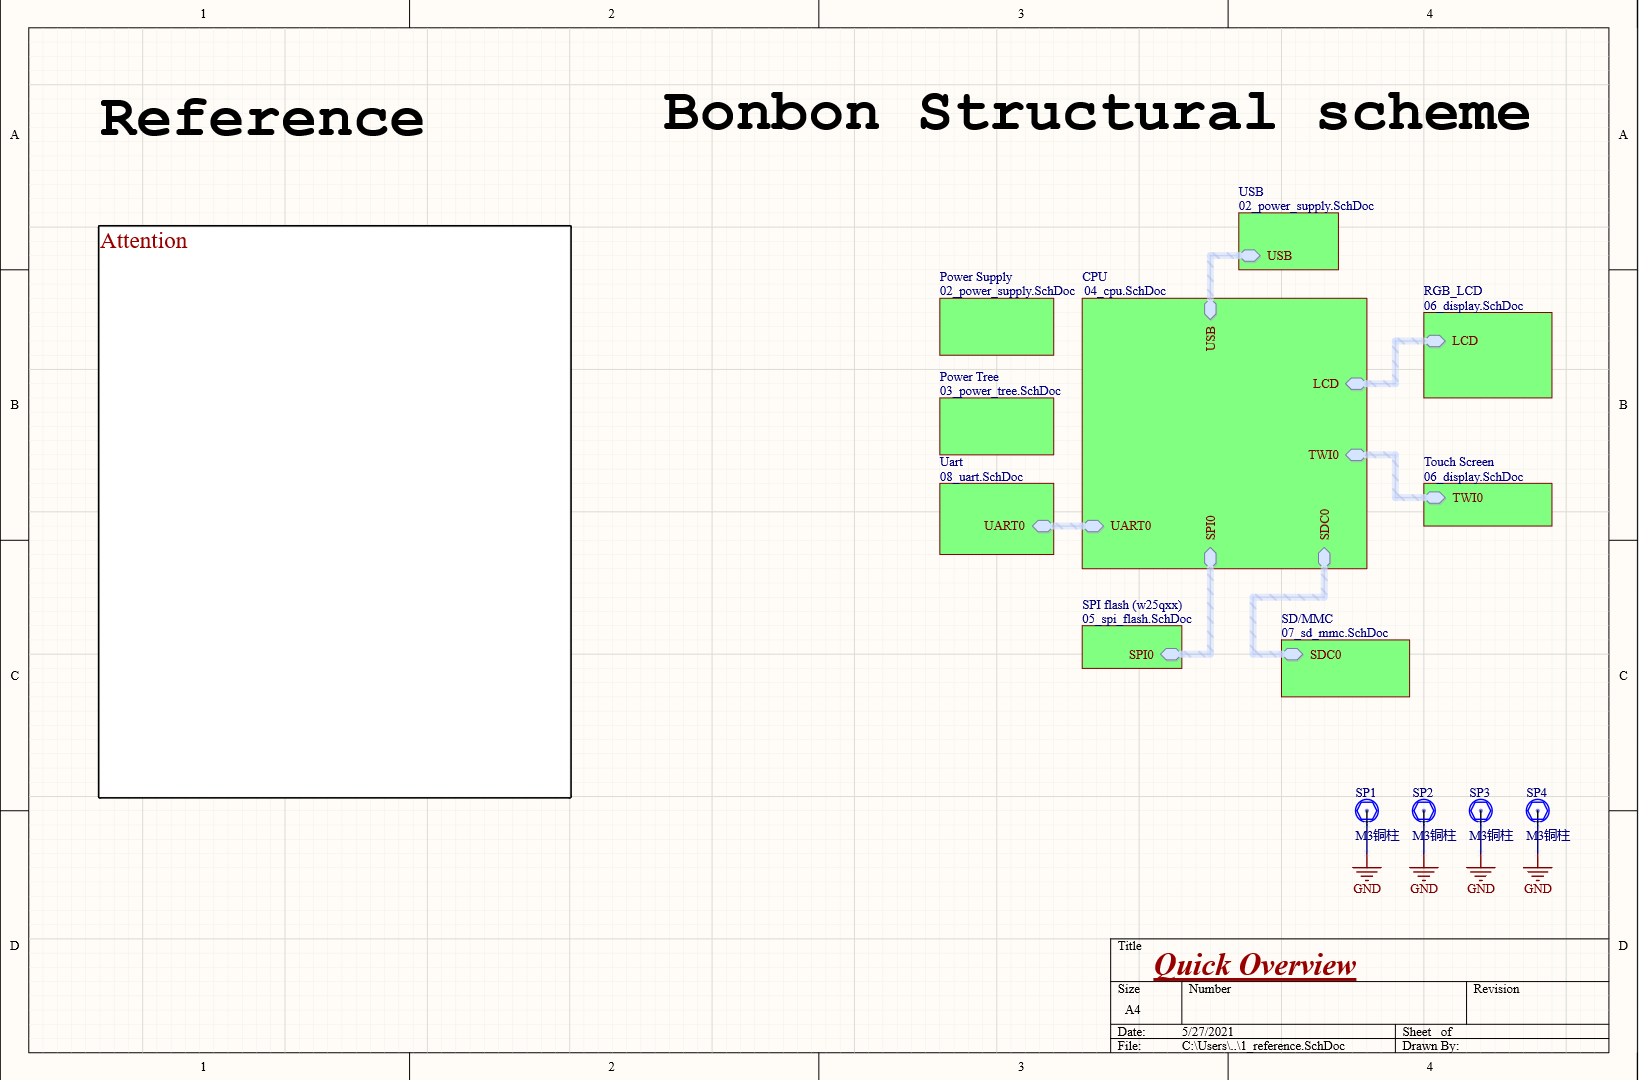 1 2 3 4
A A
Reference
Bonbon Structural scheme
Attention
USB
02_power_supply.SchDoc
USB
Power Supply
02_power_supply.SchDoc
CPU
04_cpu.SchDoc
USB
LCD
TWI0
UART0
SPI0
SDC0
RGB_LCD
06_display.SchDoc
LCD
Power Tree
03_power_tree.SchDoc
B B
Uart
08_uart.SchDoc
UART0
Touch Screen
06_display.SchDoc
TWI0
SPI flash (w25qxx)
05_spi_flash.SchDoc
SPI0
SD/MMC
07_sd_mmc.SchDoc
SDC0
C C
SP1 SP2 SP3 SP4
M3铜柱 M3铜柱 M3铜柱 M3铜柱
GND GND GND GND
D D
Title
Quick Overview
Size Number Revision
A4
Date: 5/27/2021 Sheet of
File: C:\Users\..\1_reference.SchDoc Drawn By:
1 2 3 4